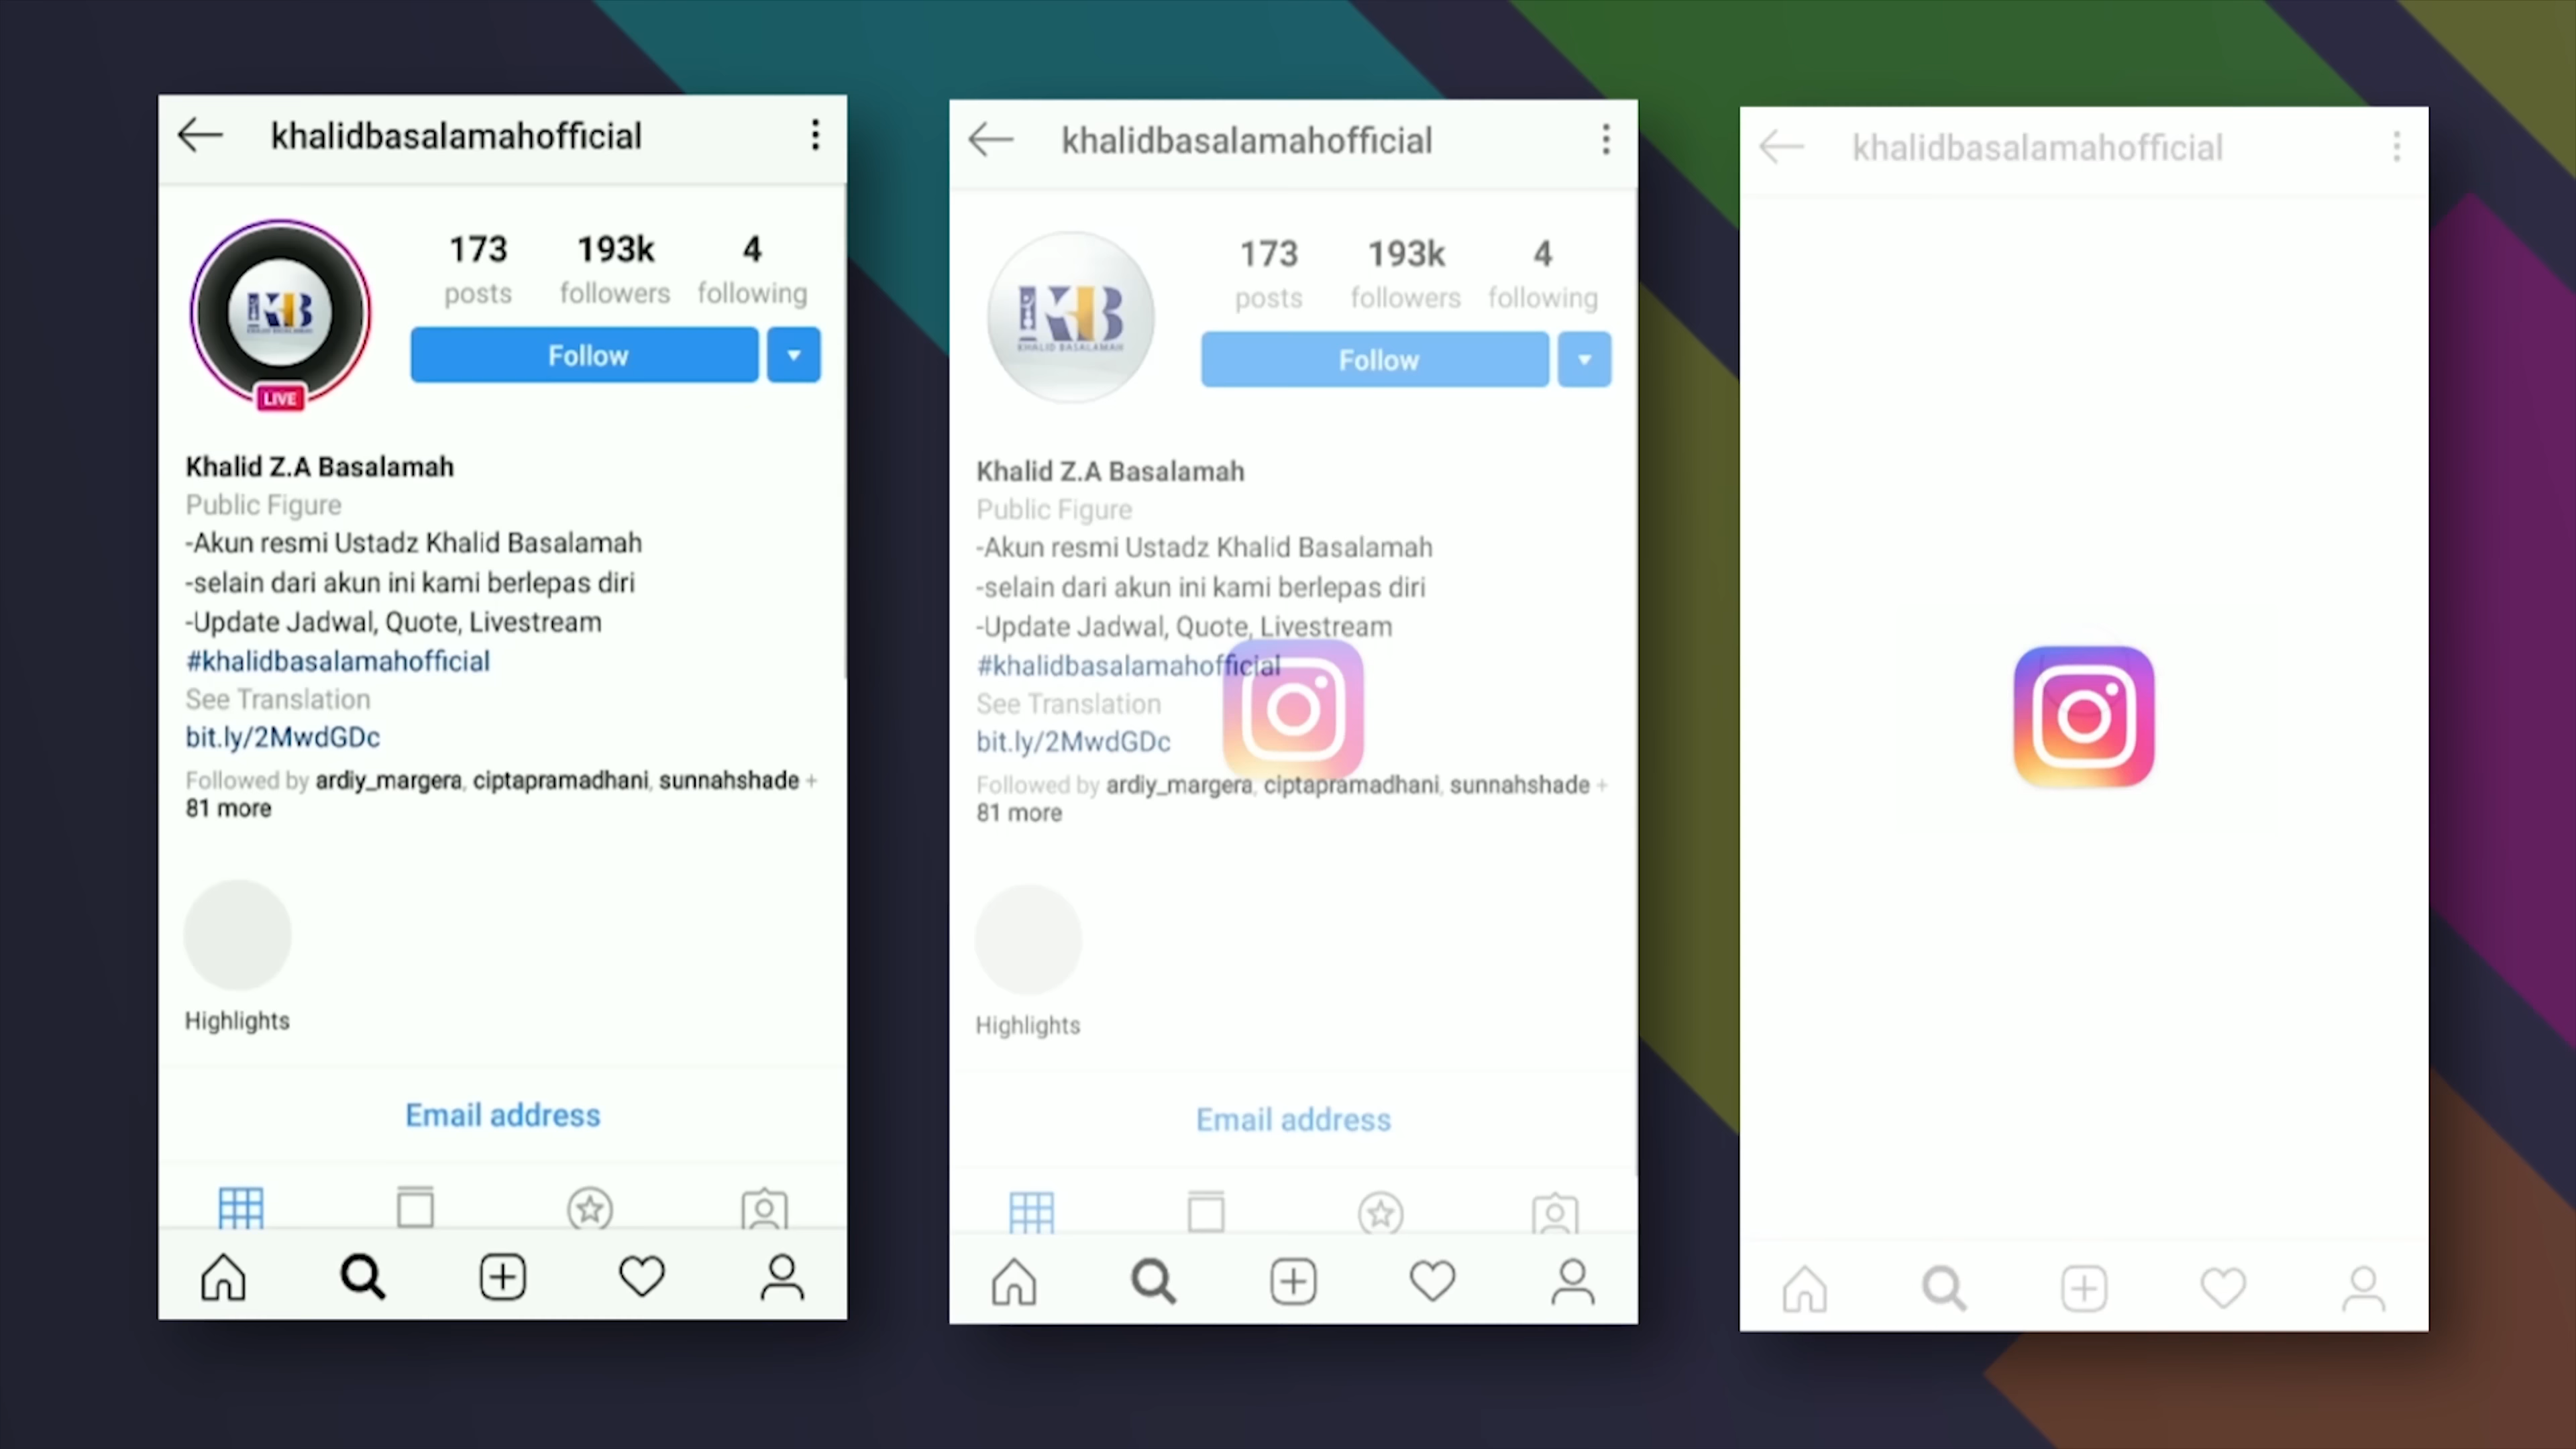 khalidbasalamahofficial
173 193k 4
posts followers following
Follow
LIVE
Khalid Z.A Basalamah
Public Figure
-Akun resmi Ustadz Khalid Basalamah
-selain dari akun ini kami berlepas diri
-Update Jadwal, Quote, Livestream
#khalidbasalamahofficial
See Translation
bit.ly/2MwdGDc
Followed by ardiy_margera, ciptapramadhani, sunnahshade +
81 more
Highlights
Email address
khalidbasalamahofficial
173 193k 4
posts followers following
Follow
KHB
KHALID BASALAMAH
Khalid Z.A Basalamah
Public Figure
-Akun resmi Ustadz Khalid Basalamah
-selain dari akun ini kami berlepas diri
-Update Jadwal, Quote, Livestream
#khalidbasalamahofficial
See Translation
bit.ly/2MwdGDc
Followed by ardiy_margera, ciptapramadhani, sunnahshade +
81 more
Highlights
Email address
khalidbasalamahofficial